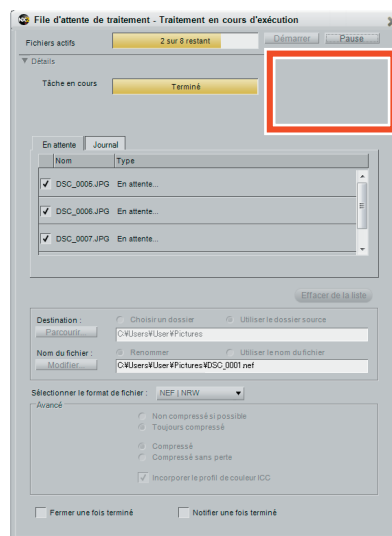 File d'attente de traitement - Traitement en cours d'exécution
Fichiers actifs
2 sur 8 restant
Démarrer
Pause
Détails
Tâche en cours
Terminé
En attente
Journal
Nom
Type
DSC_0005.JPG
En attente...
DSC_0006.JPG
En attente...
DSC_0007.JPG
En attente...
Effacer de la liste
Destination :
Choisir un dossier
Utiliser le dossier source
Parcourir...
C:¥Users¥User¥Pictures
Nom du fichier :
Renommer
Utiliser le nom du fichier
Modifier...
C:¥Users¥User¥Pictures¥DSC_0001.nef
Sélectionner le format de fichier :
NEF | NRW
Avancé
Non compressé si possible
Toujours compressé
Compressé
Compressé sans perte
Incorporer le profil de couleur ICC
Fermer une fois terminé
Notifier une fois terminé